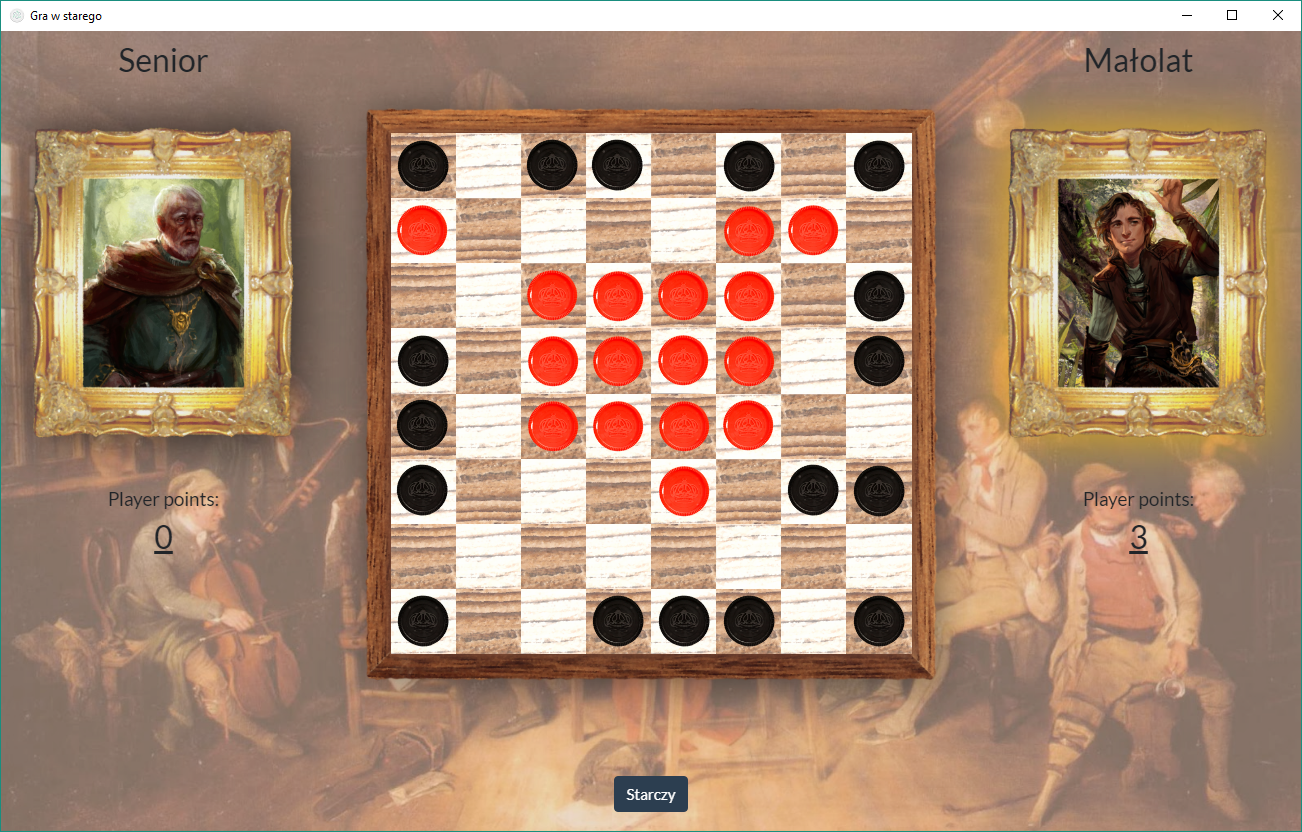 Gra w starego
Senior
Małolat
Player points:
0
Player points:
3
Starczy